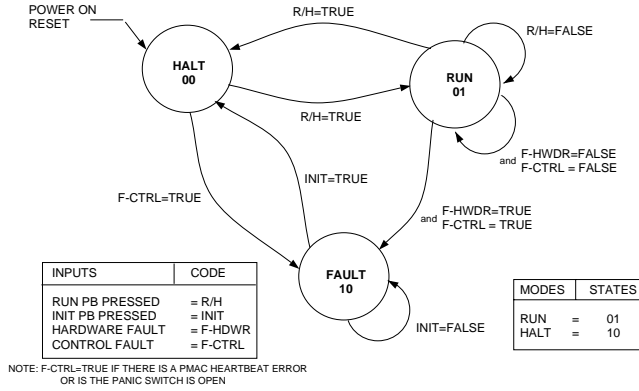 POWER ON
RESET
R/H=TRUE
R/H=FALSE
HALT
00
RUN
01
R/H=TRUE
and F-HWDR=FALSE
F-CTRL = FALSE
INIT=TRUE
F-CTRL=TRUE
and F-HWDR=TRUE
F-CTRL = TRUE
FAULT
10
INIT=FALSE
INPUTS CODE
RUN PB PRESSED = R/H
INIT PB PRESSED = INIT
HARDWARE FAULT = F-HDWR
CONTROL FAULT = F-CTRL
MODES STATES
RUN = 01
HALT = 10
NOTE: F-CTRL=TRUE IF THERE IS A PMAC HEARTBEAT ERROR
OR IS THE PANIC SWITCH IS OPEN